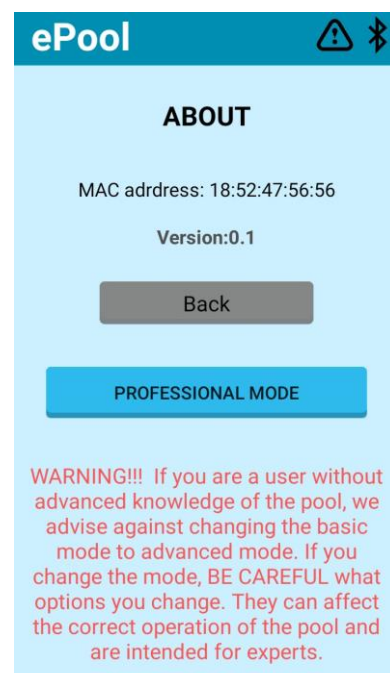 ePool
ABOUT
MAC adrdress: 18:52:47:56:56
Version:0.1
Back
PROFESSIONAL MODE
WARNING!!! If you are a user without
advanced knowledge of the pool, we
advise against changing the basic
mode to advanced mode. If you
change the mode, BE CAREFUL what
options you change. They can affect
the correct operation of the pool and
are intended for experts.